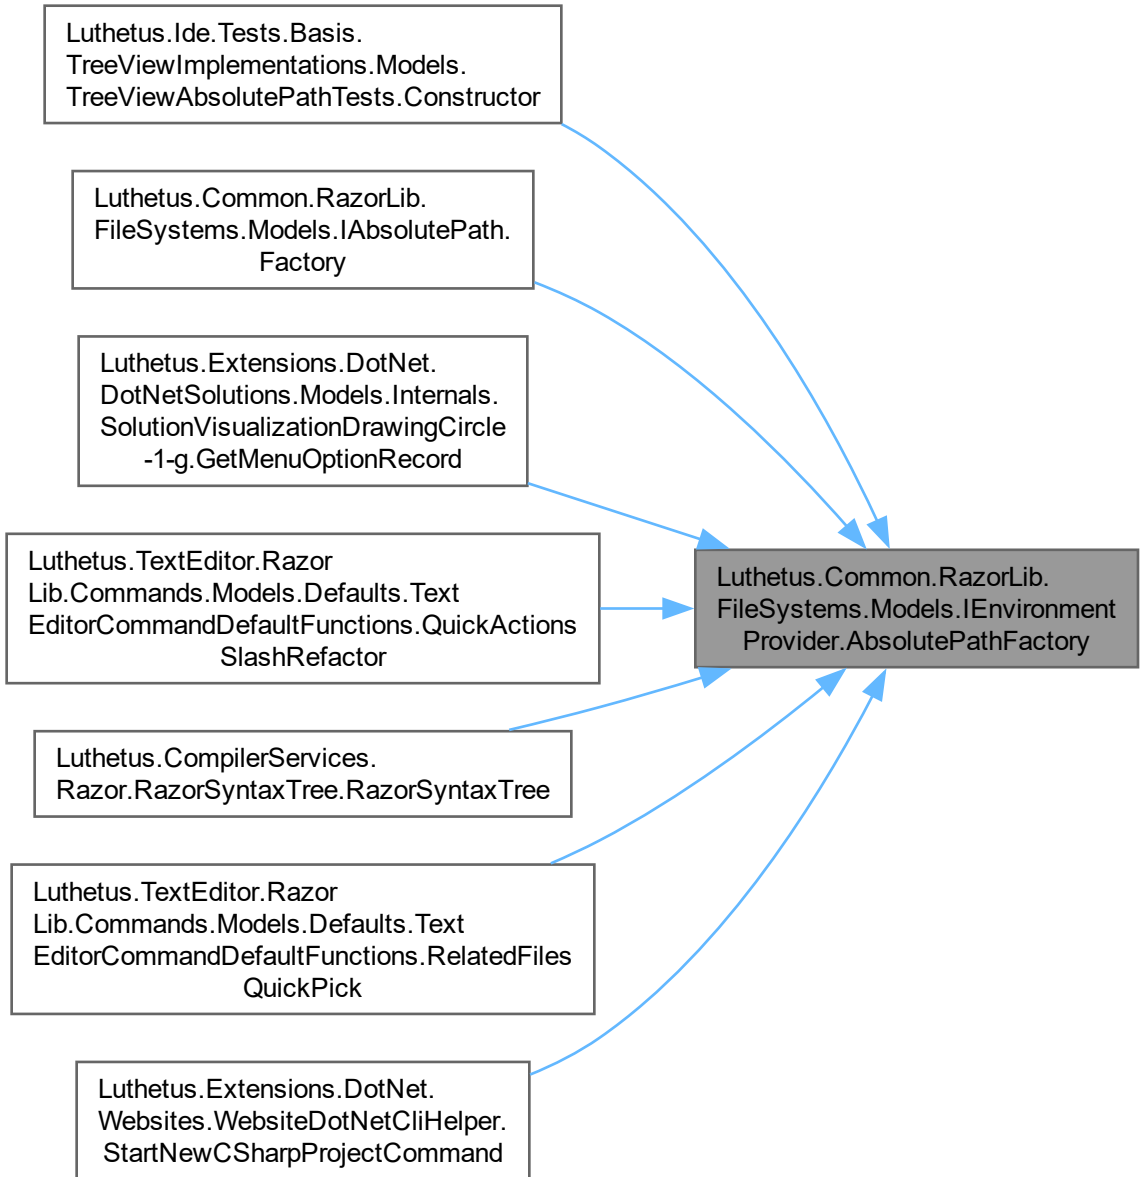 Luthetus.Ide.Tests.Basis.
TreeViewImplementations.Models.
TreeViewAbsolutePathTests.Constructor
Luthetus.Common.RazorLib.
FileSystems.Models.IAbsolutePath.
Factory
Luthetus.Extensions.DotNet.
DotNetSolutions.Models.Internals.
SolutionVisualizationDrawingCircle
-1-g.GetMenuOptionRecord
Luthetus.TextEditor.Razor
Lib.Commands.Models.Defaults.Text
EditorCommandDefaultFunctions.QuickActions
SlashRefactor
Luthetus.Common.RazorLib.
FileSystems.Models.IEnvironment
Provider.AbsolutePathFactory
Luthetus.CompilerServices.
Razor.RazorSyntaxTree.RazorSyntaxTree
Luthetus.TextEditor.Razor
Lib.Commands.Models.Defaults.Text
EditorCommandDefaultFunctions.RelatedFiles
QuickPick
Luthetus.Extensions.DotNet.
Websites.WebsiteDotNetCliHelper.
StartNewCSharpProjectCommand